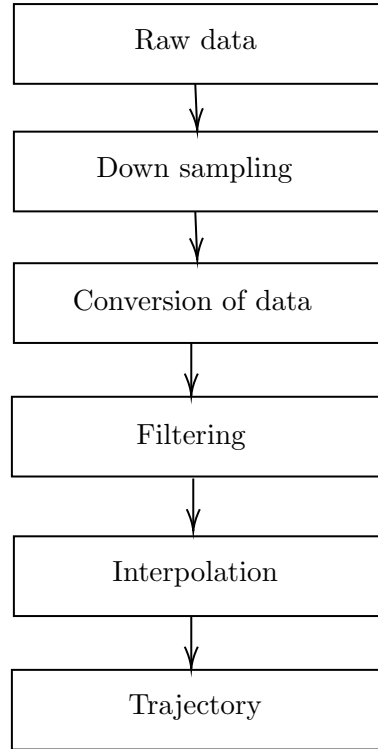 Raw data
Down sampling
Conversion of data
Filtering
Interpolation
Trajectory